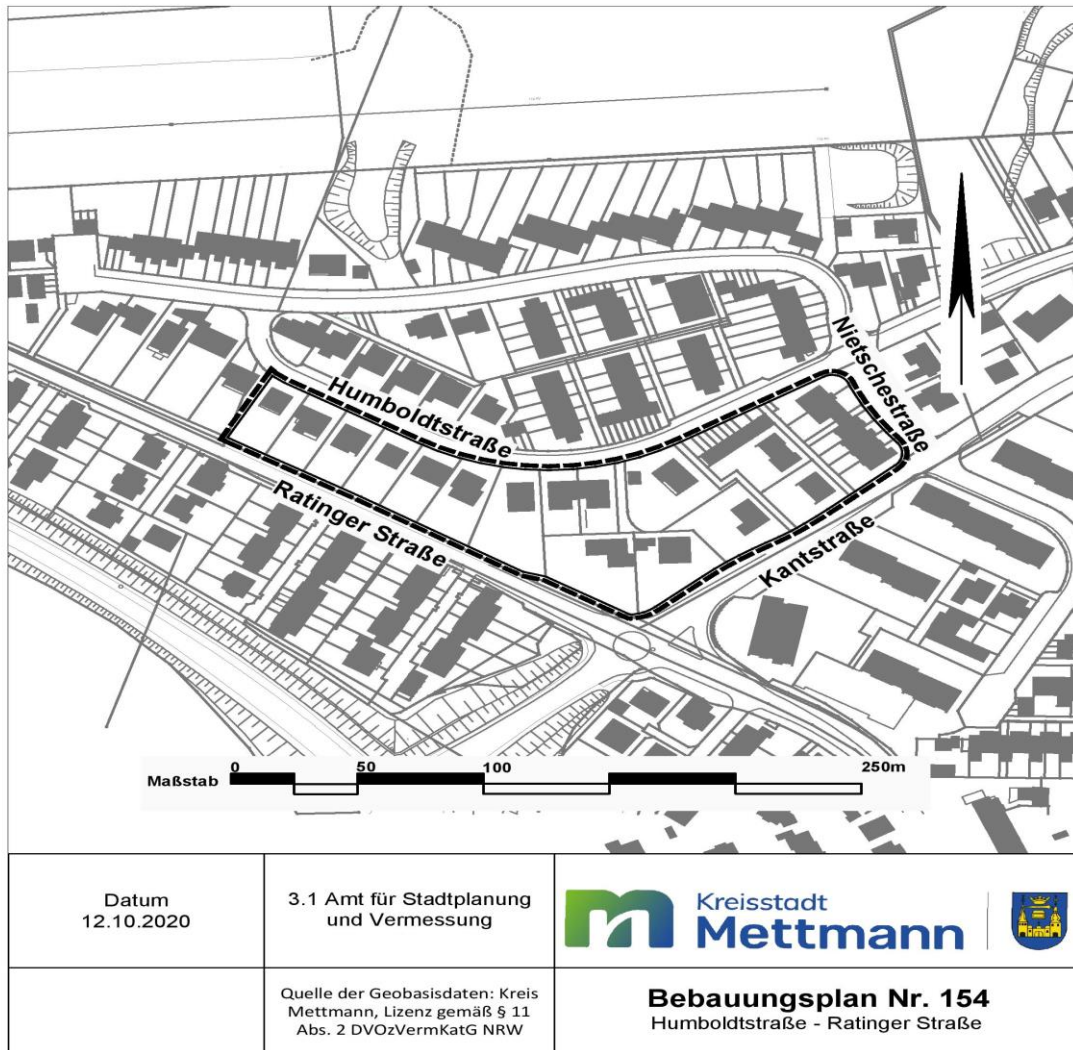 Nietschestraße
Humboldtstraße
Ratinger Straße
Kantstraße
Maßstab
0 50 100 250m
Datum
12.10.2020
3.1 Amt für Stadtplanung
und Vermessung
Kreisstadt
Mettmann
Quelle der Geobasisdaten: Kreis
Mettmann, Lizenz gemäß § 11
Abs. 2 DVOzVermKatG NRW
Bebauungsplan Nr. 154
Humboldtstraße - Ratinger Straße